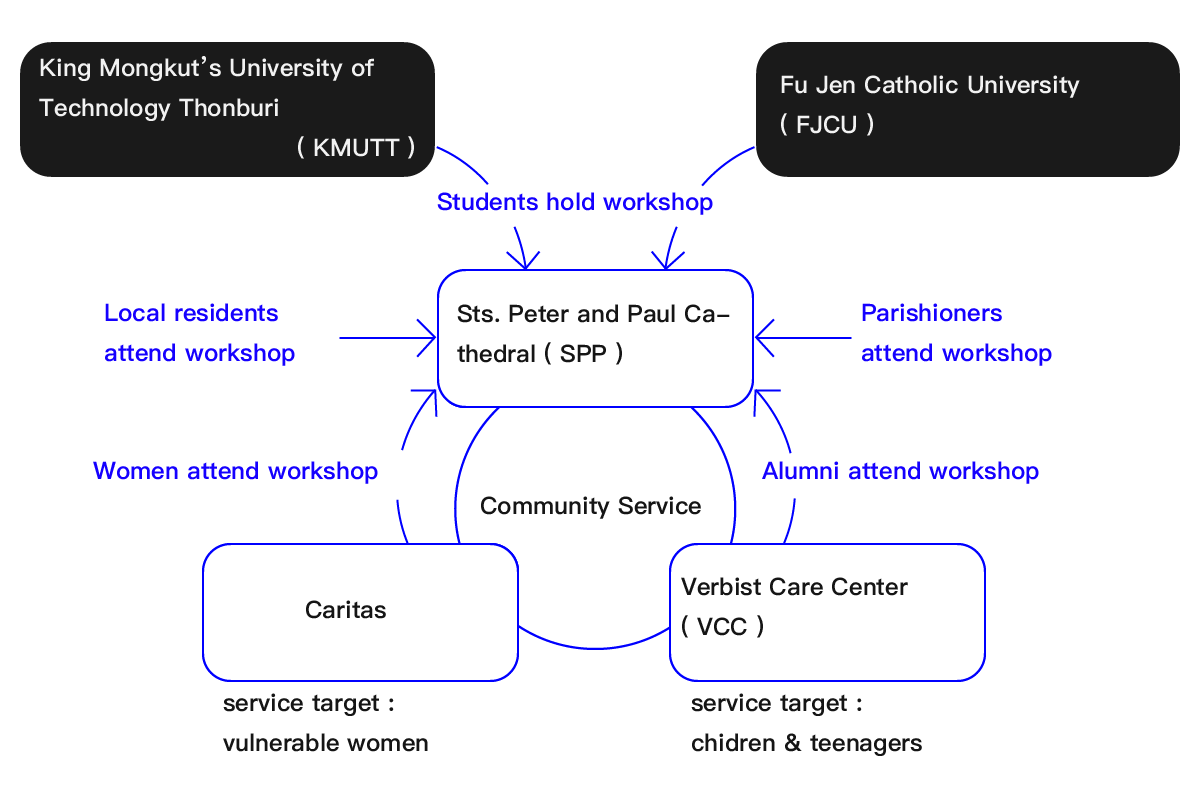 King Mongkut’s University of
Technology Thonburi
( KMUTT )
Fu Jen Catholic University
( FJCU )
Students hold workshop
Local residents
attend workshop
Sts. Peter and Paul Ca-
thedral ( SPP )
Parishioners
attend workshop
Women attend workshop
Alumni attend workshop
Community Service
Caritas
Verbist Care Center
( VCC )
service target :
vulnerable women
service target :
chidren & teenagers